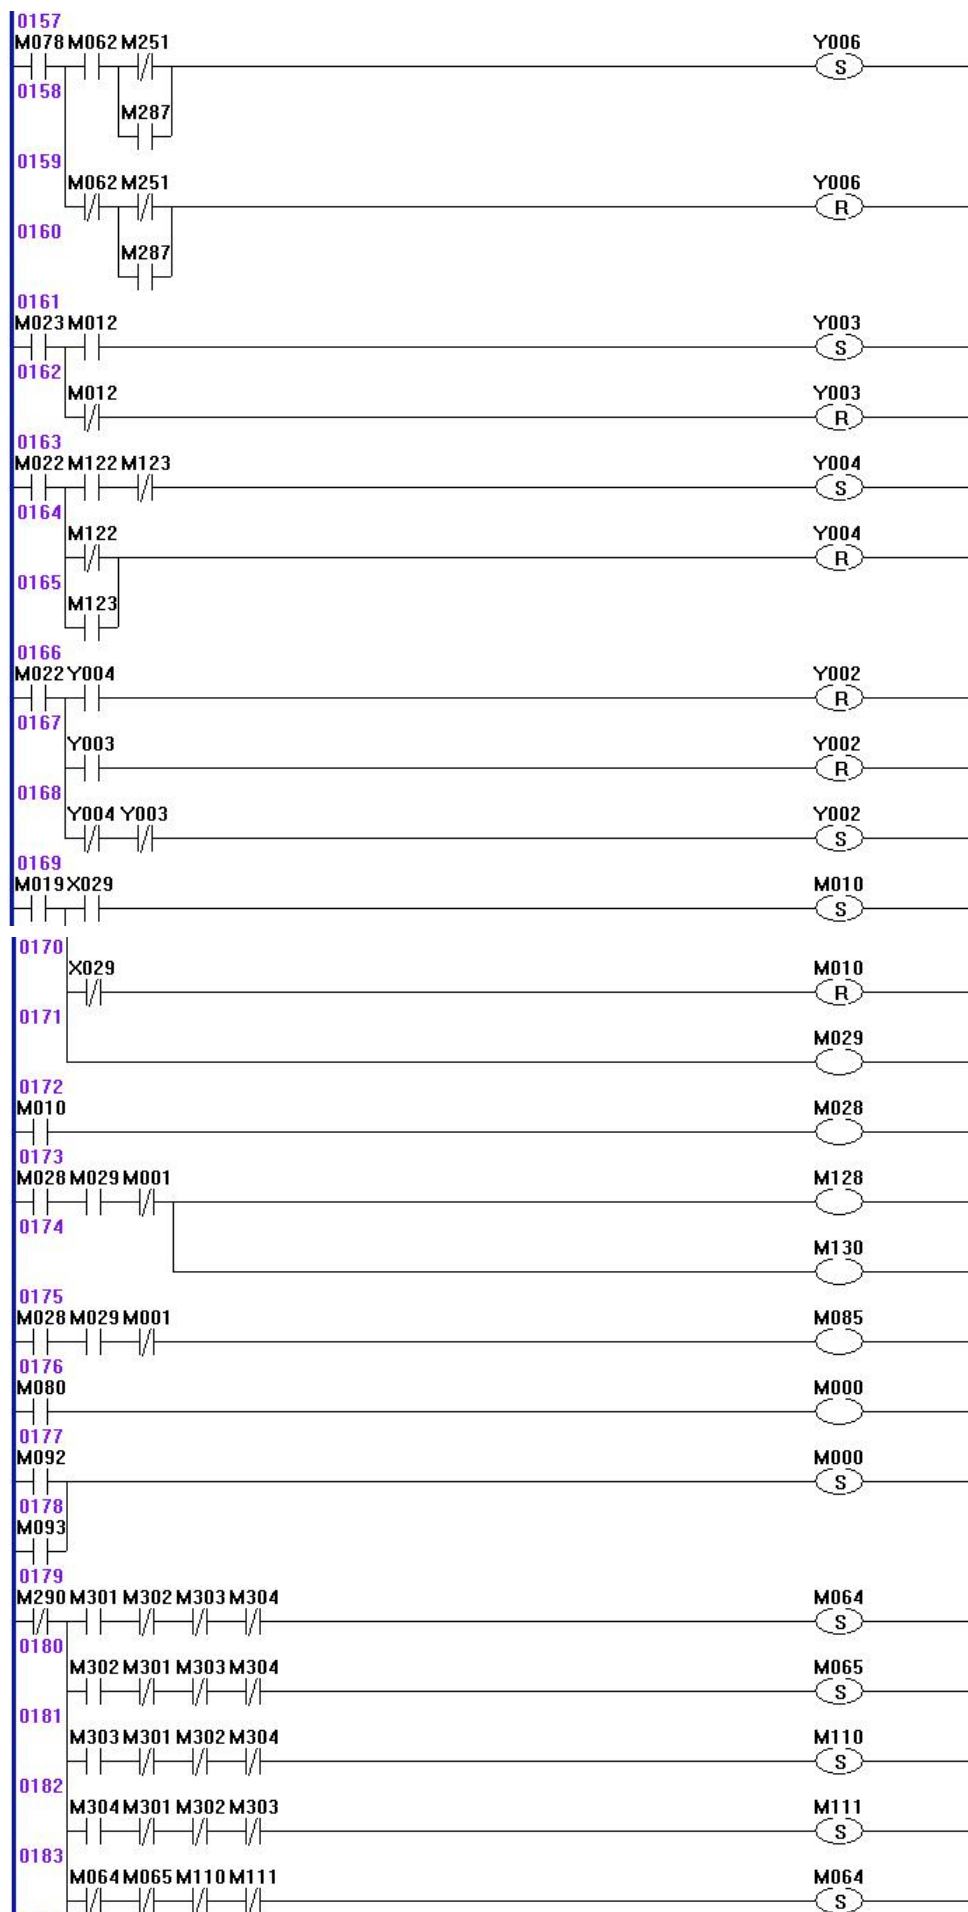 0157
M078 M062 M251 Y006
S
0158
M287
0159
M062 M251 Y006
R
0160
M287
0161
M023 M012 Y003
S
0162
M012 Y003
R
0163
M022 M122 M123 Y004
S
0164
M122 Y004
R
0165
M123
0166
M022 Y004 Y002
R
0167
Y003 Y002
R
0168
Y004 Y003 Y002
S
0169
M019 X029 M010
S
0170
X029 M010
R
0171
M029
0172
M010 M028
0173
M028 M029 M001 M128
0174
M130
0175
M028 M029 M001 M085
0176
M080 M000
0177
M092 M000
S
0178
M093
0179
M290 M301 M302 M303 M304 M064
S
0180
M302 M301 M303 M304 M065
S
0181
M303 M301 M302 M304 M110
S
0182
M304 M301 M302 M303 M111
S
0183
M064 M065 M110 M111 M064
S